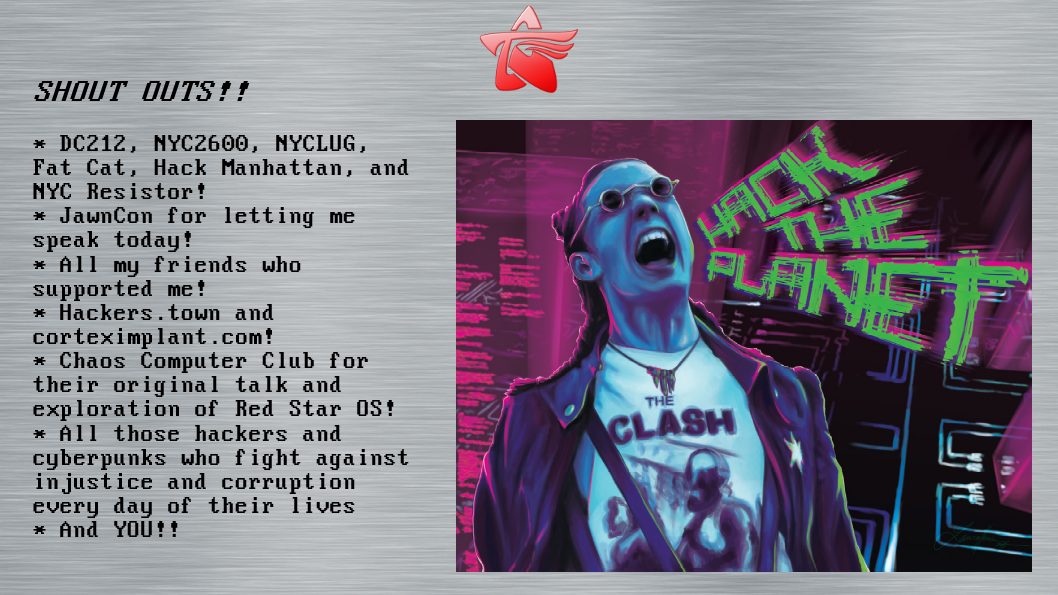 SHOUT OUTS!!
* DC212, NYC2600, NYCLUG,
Fat Cat, Hack Manhattan, and
NYC Resistor!
* JawnCon for letting me
speak today!
* All my friends who
supported me!
* Hackers.town and
corteximplant.com!
* Chaos Computer Club for
their original talk and
exploration of Red Star OS!
* All those hackers and
cyberpunks who fight against
injustice and corruption
every day of their lives
* And YOU!!
HACK
THE
PLANET
THE
CLASH